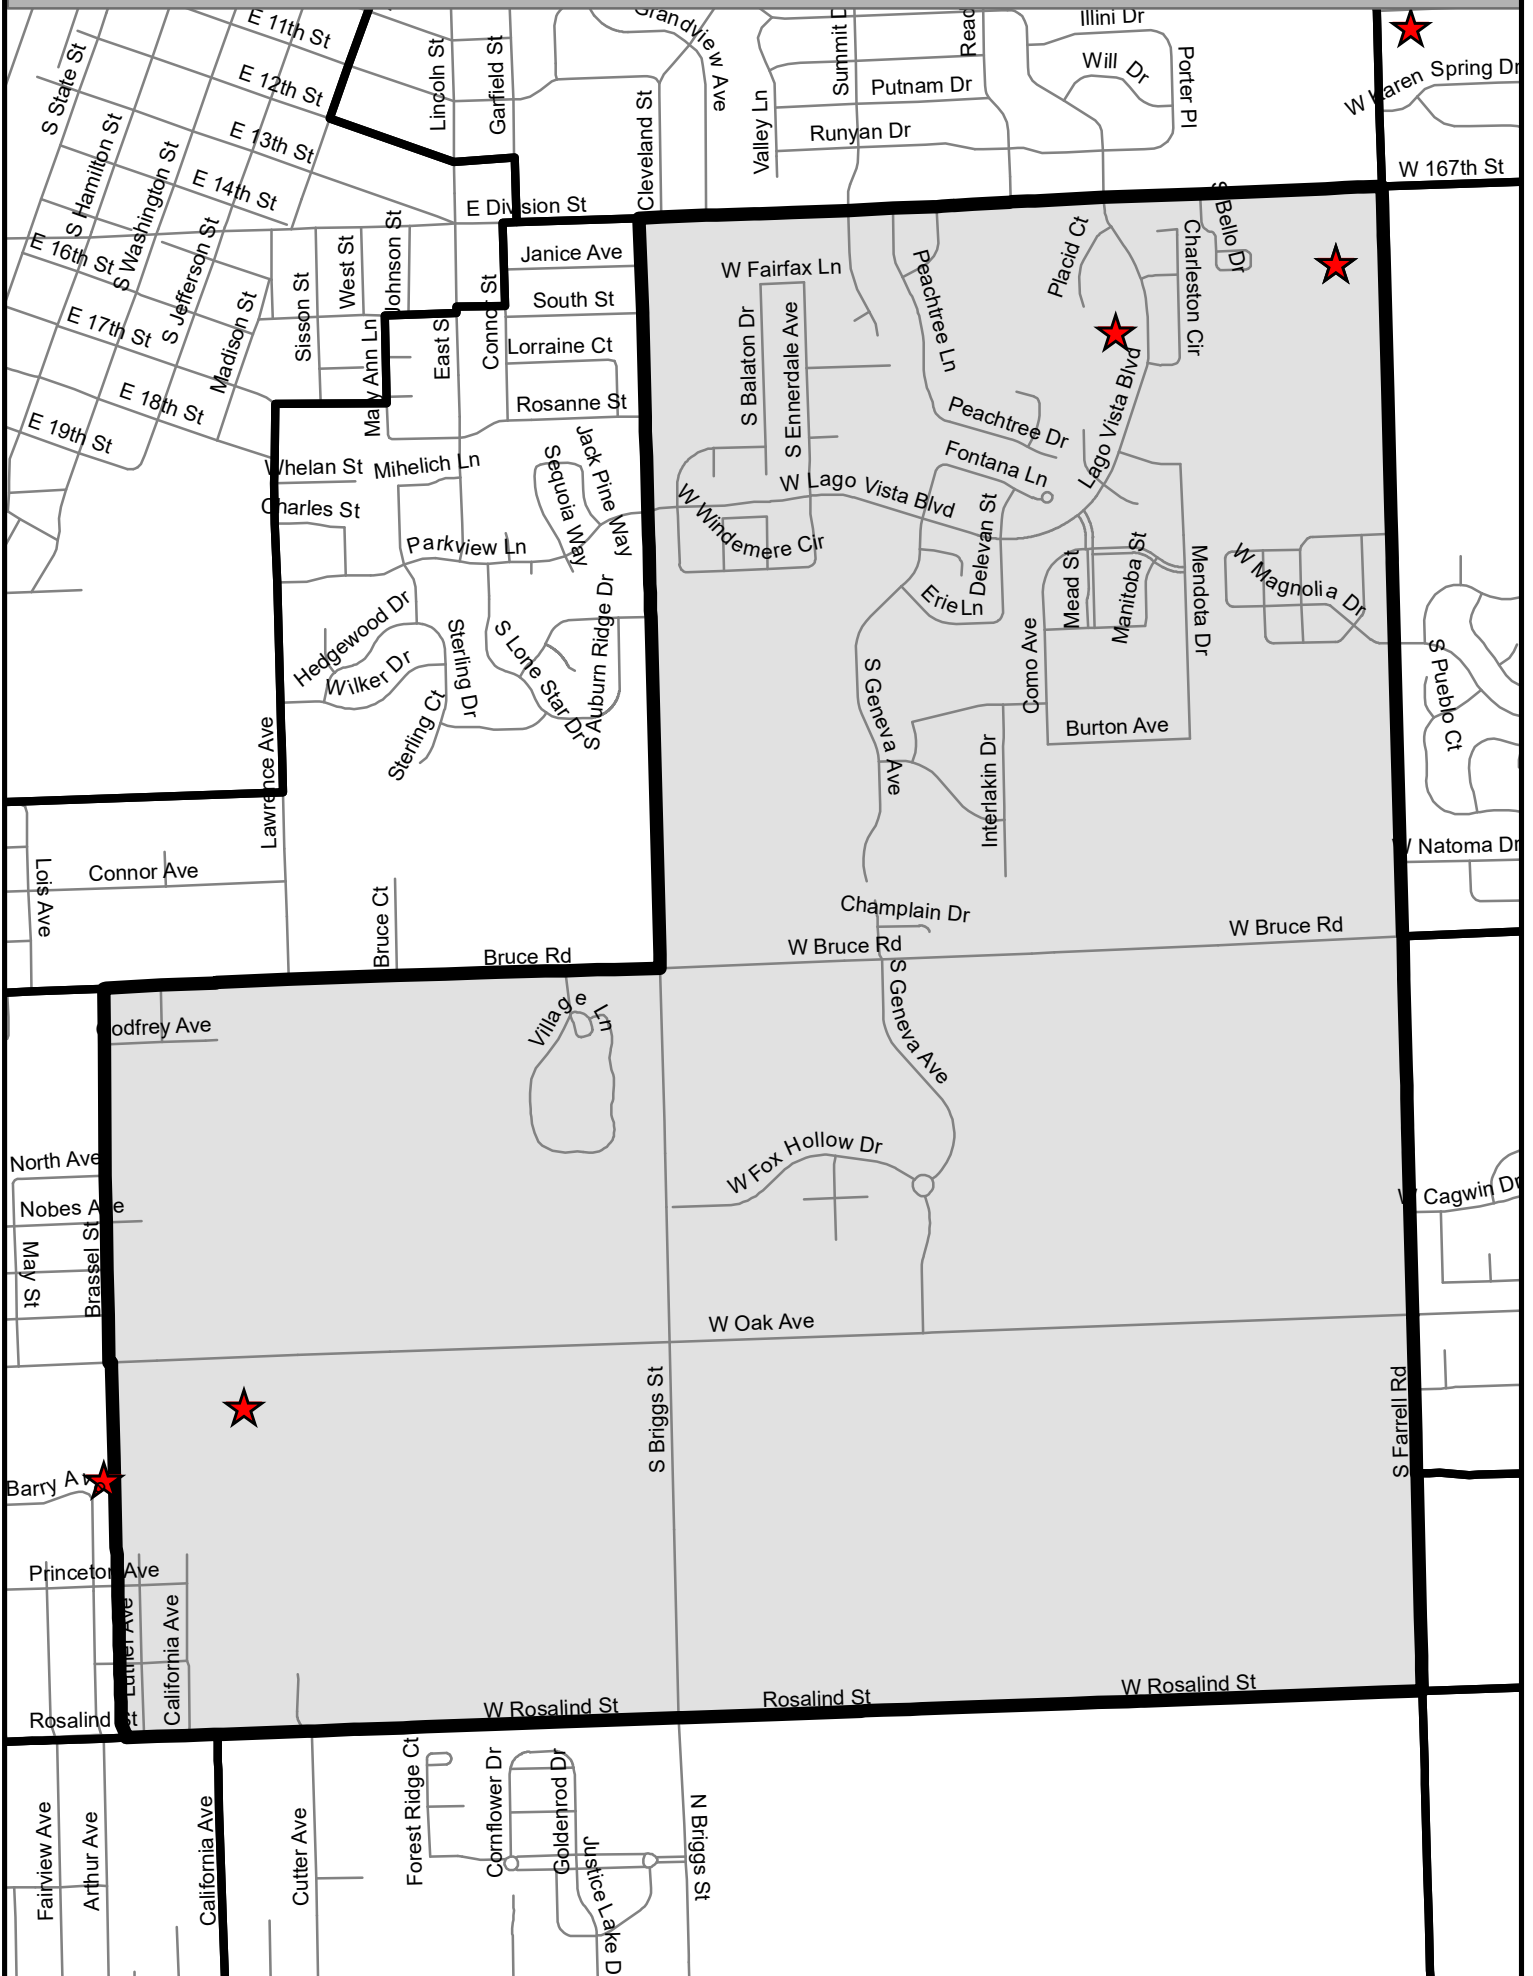 E 11th St
Grandview Ave
Illini Dr
S State St
E 12th St
Lincoln St
Garfield St
Summit D
Read
Will Dr
Porter Pl
W Karen Spring Dr
Putnam Dr
Cleveland St
Valley Ln
Runyan Dr
S Hamilton St
E 13th St
S Washington St
E 14th St
W 167th St
E Division St
E 16th St
S Jefferson St
Johnson St
West St
Janice Ave
Placid Ct
S Bello Dr
Charleston Cir
W Fairfax Ln
Peachtree Ln
Sisson St
Madison St
Connor St
South St
E 17th St
S Balaton Dr
S Ennerdale Ave
East S
Mary Ann Ln
Lorraine Ct
Lago Vista Blvd
E 18th St
Rosanne St
Peachtree Dr
E 19th St
Whelan St
Mihelich Ln
Sequoia Way
Jack Pine Way
Fontana Ln
W Lago Vista Blvd
Charles St
W Windemere Cir
Delevan St
Parkview Ln
Mead St
Manitoba St
Mendota Dr
W Magnolia Dr
Erie Ln
Hedgewood Dr
S Auburn Ridge Dr
Wilker Dr
Sterling Dr
S Lone Star Dr
Como Ave
S Geneva Ave
S Pueblo Ct
Sterling Ct
Burton Ave
Interlakin Dr
Lawrence Ave
Connor Ave
Lois Ave
W Natoma Dr
Bruce Ct
Champlain Dr
Bruce Rd
W Bruce Rd
W Bruce Rd
S Geneva Ave
Village Ln
odfrey Ave
North Ave
W Fox Hollow Dr
Nobes Ave
W Cagwin Dr
May St
Brassel St
W Oak Ave
S Briggs St
S Farrell Rd
Barry Ave
Princeton Ave
Luther Ave
California Ave
Rosalind St
W Rosalind St
Rosalind St
W Rosalind St
Forest Ridge Ct
Cornflower Dr
Goldenrod Dr
N Briggs St
Fairview Ave
Arthur Ave
California Ave
Cutter Ave
Justice Lake D